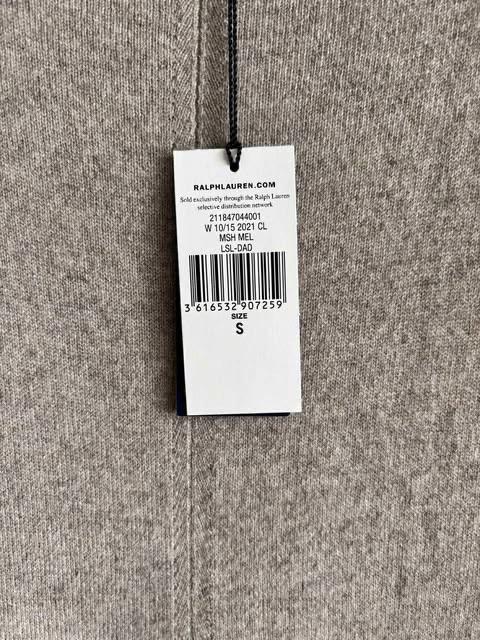 RALPHLAUREN.COM
Sold exclusively through the Ralph Lauren
selective distribution network
211847044001
W 10/15 2021 CL
MSH MEL
LSL-DAD
3 616532 907259
SIZE
S